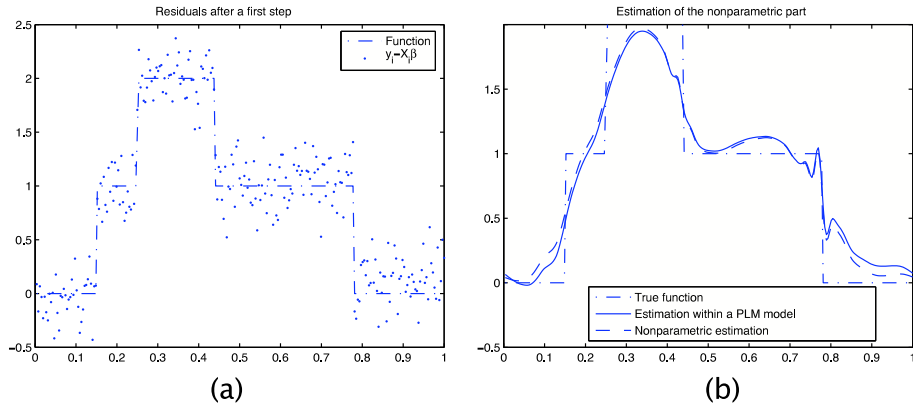 Residuals after a first step
2.5
2
1.5
1
0.5
0
−0.5
0 0.1 0.2 0.3 0.4 0.5 0.6 0.7 0.8 0.9 1
Function
y_i−X_iβ
(a)
Estimation of the nonparametric part
1.5
1
0.5
0
−0.5
0 0.1 0.2 0.3 0.4 0.5 0.6 0.7 0.8 0.9 1
True function
Estimation within a PLM model
Nonparametric estimation
(b)